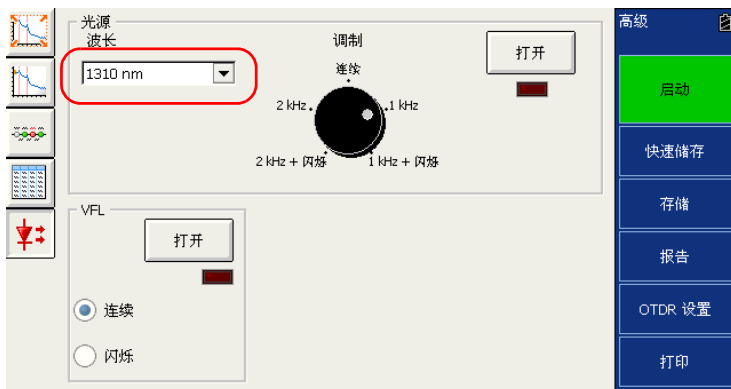 光源
波长
1310 nm
调制
连续
2 kHz
1 kHz
2 kHz + 闪烁
1 kHz + 闪烁
打开
VFL
打开
连续
闪烁
高级
启动
快速储存
存储
报告
OTDR 设置
打印